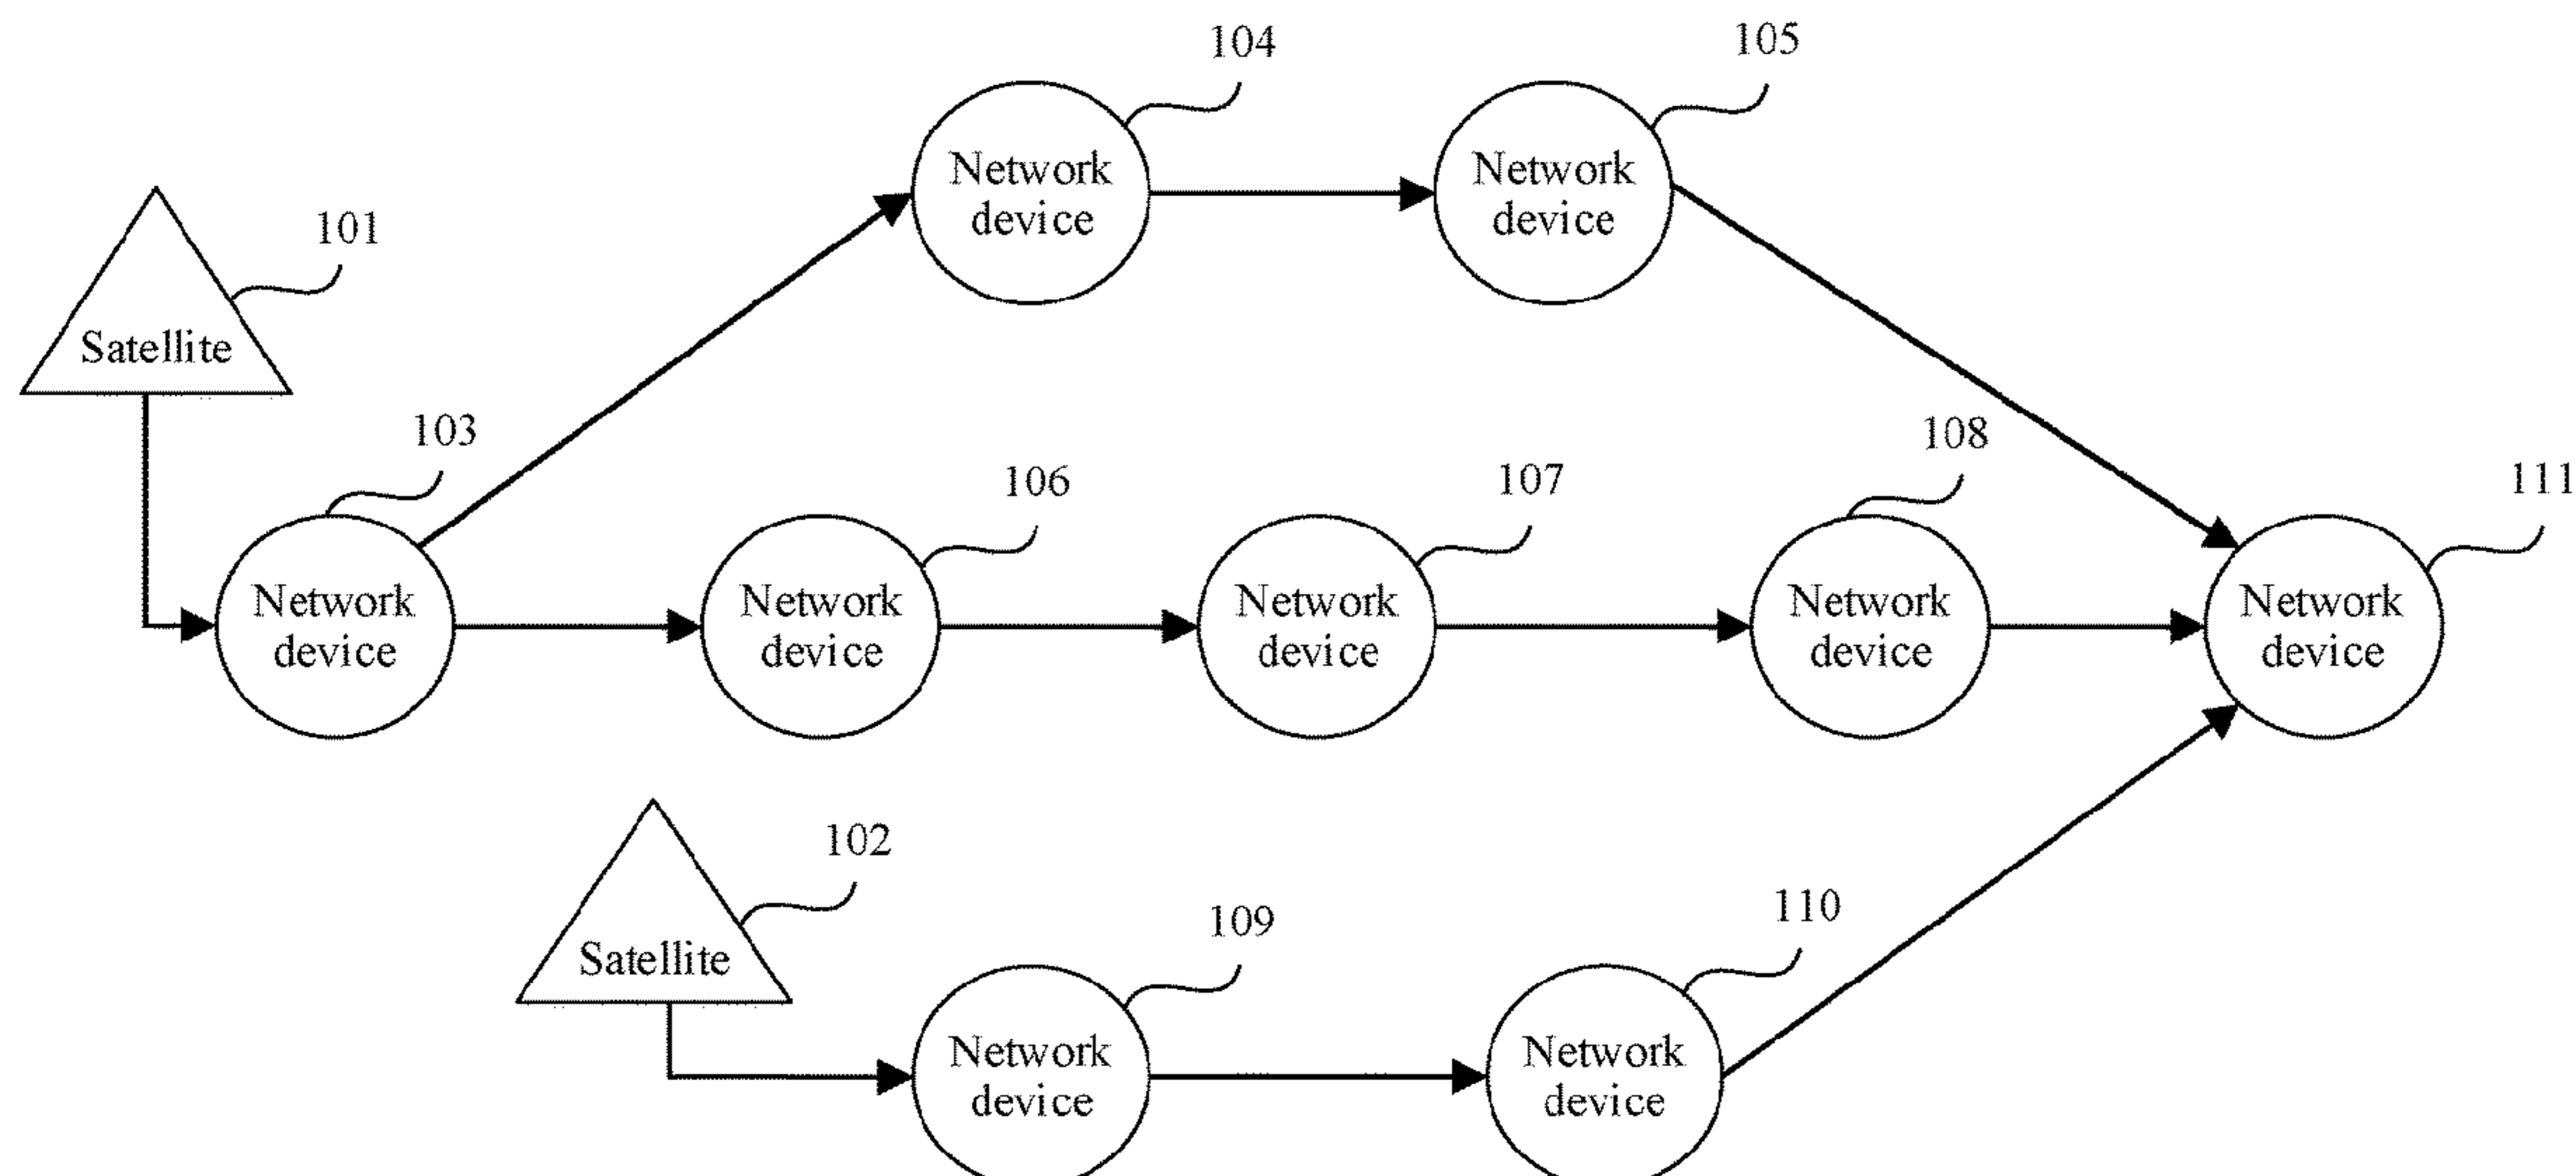 104
105
Network
device
Network
device
101
Satellite
103
106
107
108
111
Network
device
Network
device
Network
device
Network
device
Network
device
102
Satellite
109
110
Network
device
Network
device